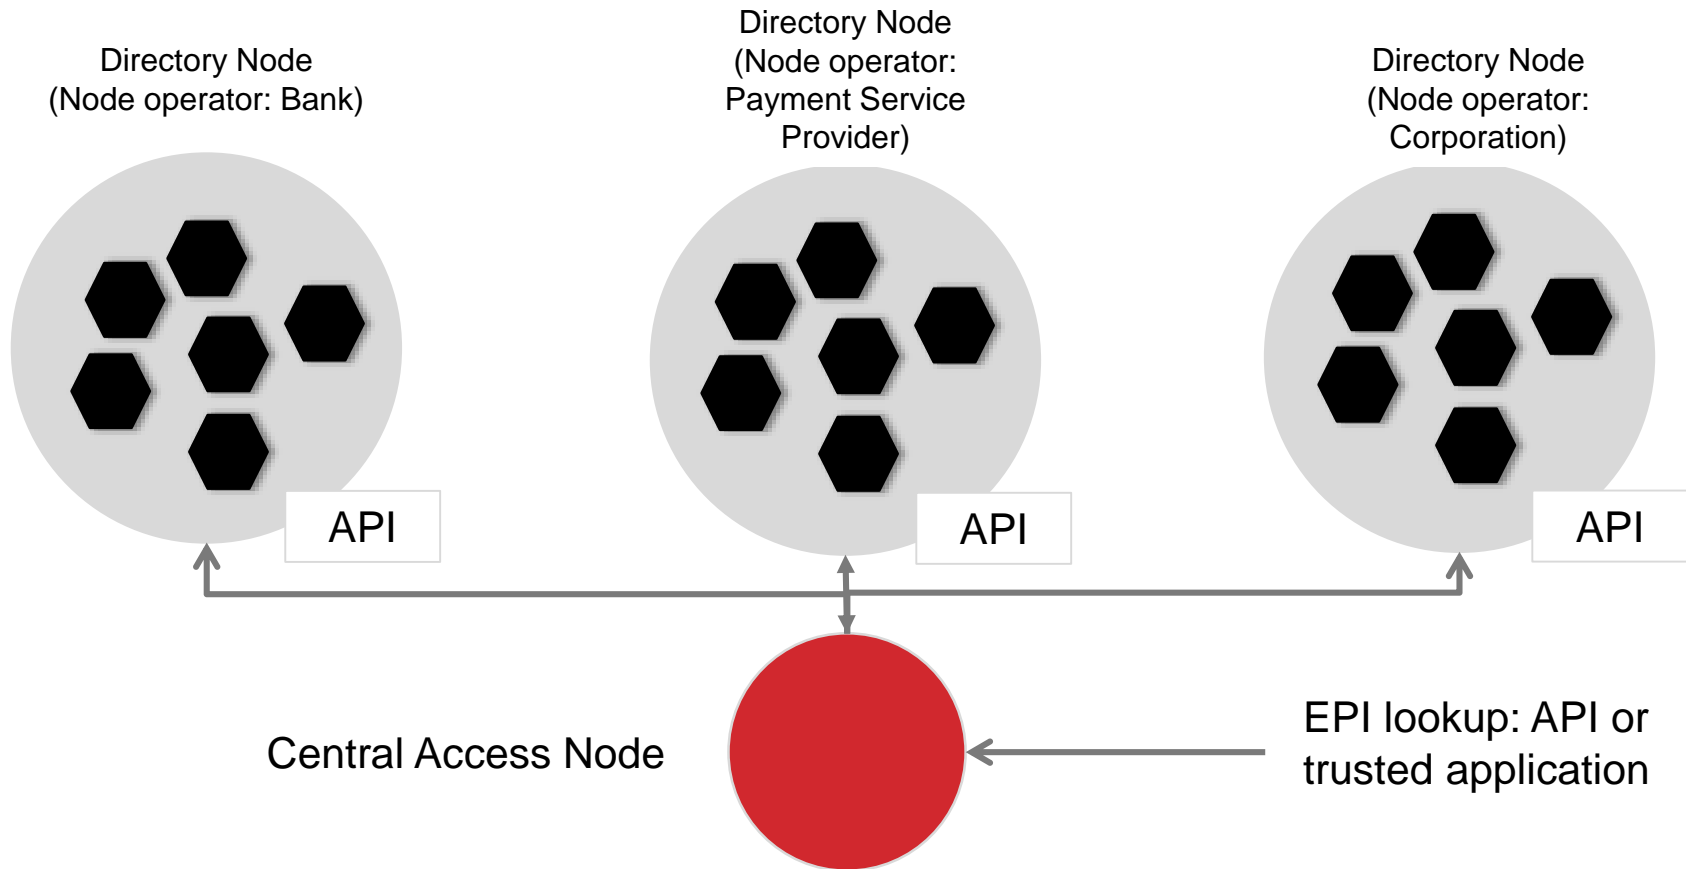 Directory Node
(Node operator: Bank)
Directory Node
(Node operator:
Payment Service
Provider)
Directory Node
(Node operator:
Corporation)
API
API
API
Central Access Node
EPI lookup: API or
trusted application